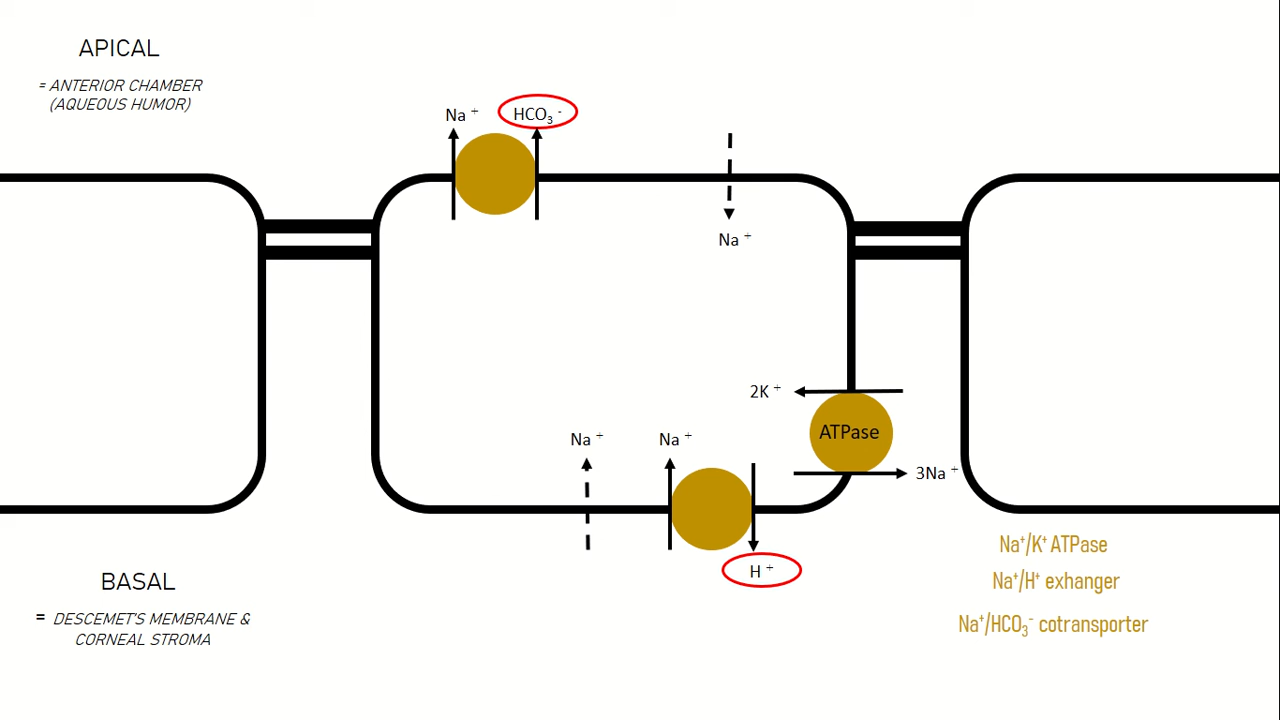 APICAL
= ANTERIOR CHAMBER
(AQUEOUS HUMOR)
Na⁺
HCO₃⁻
Na⁺
2K⁺
ATPase
3Na⁺
Na⁺
Na⁺
H⁺
BASAL
= DESCEMET'S MEMBRANE &
CORNEAL STROMA
Na⁺/K⁺ ATPase
Na⁺/H⁺ exhanger
Na⁺/HCO₃⁻ cotransporter